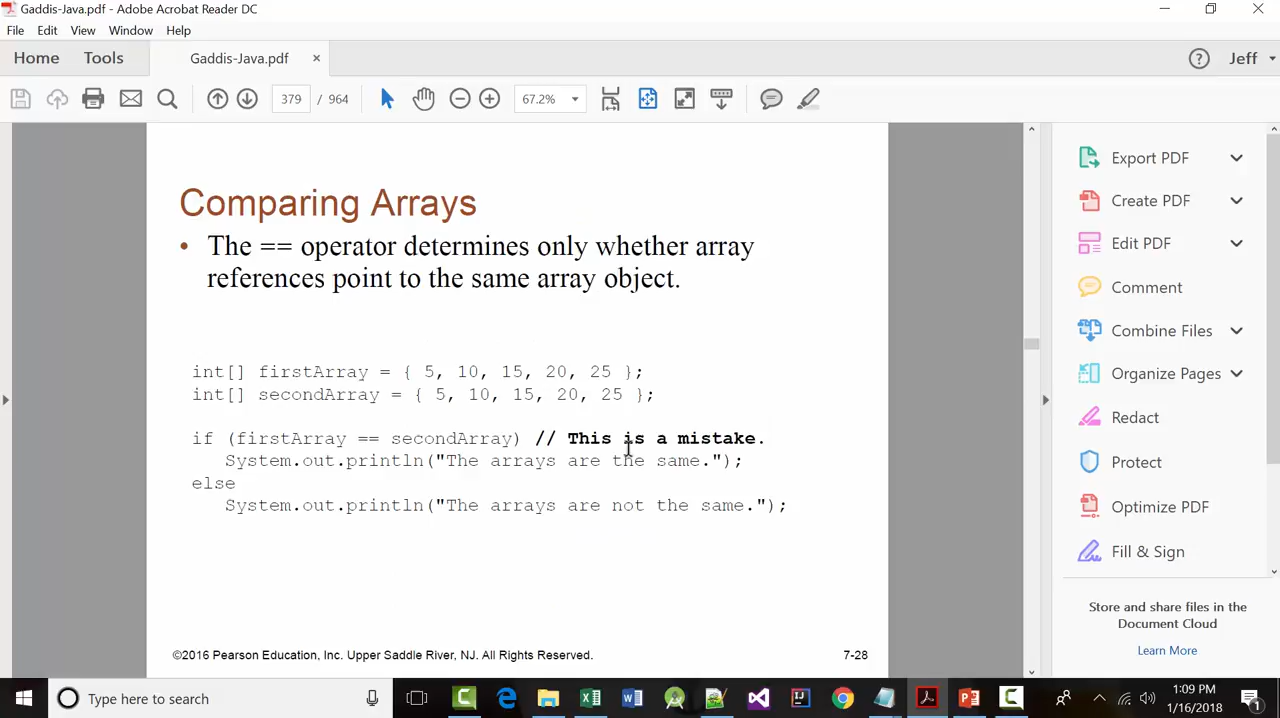 Gaddis-Java.pdf - Adobe Acrobat Reader DC
File Edit View Window Help
Home Tools Gaddis-Java.pdf × Jeff
379 / 964 67.2%
Comparing Arrays
• The == operator determines only whether array
references point to the same array object.
int[] firstArray = { 5, 10, 15, 20, 25 };
int[] secondArray = { 5, 10, 15, 20, 25 };
if (firstArray == secondArray) // This is a mistake.
System.out.println("The arrays are the same.");
else
System.out.println("The arrays are not the same.");
©2016 Pearson Education, Inc. Upper Saddle River, NJ. All Rights Reserved.
7-28
Export PDF
Create PDF
Edit PDF
Comment
Combine Files
Organize Pages
Redact
Protect
Optimize PDF
Fill & Sign
Store and share files in the
Document Cloud
Learn More
Type here to search
1:09 PM
1/16/2018
1